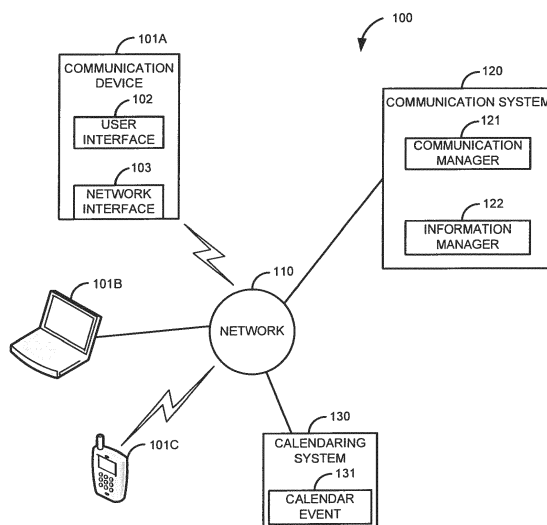 100
101A
COMMUNICATION
DEVICE
102
USER
INTERFACE
103
NETWORK
INTERFACE
120
COMMUNICATION SYSTEM
121
COMMUNICATION
MANAGER
122
INFORMATION
MANAGER
110
NETWORK
101B
101C
130
CALENDARING
SYSTEM
131
CALENDAR
EVENT